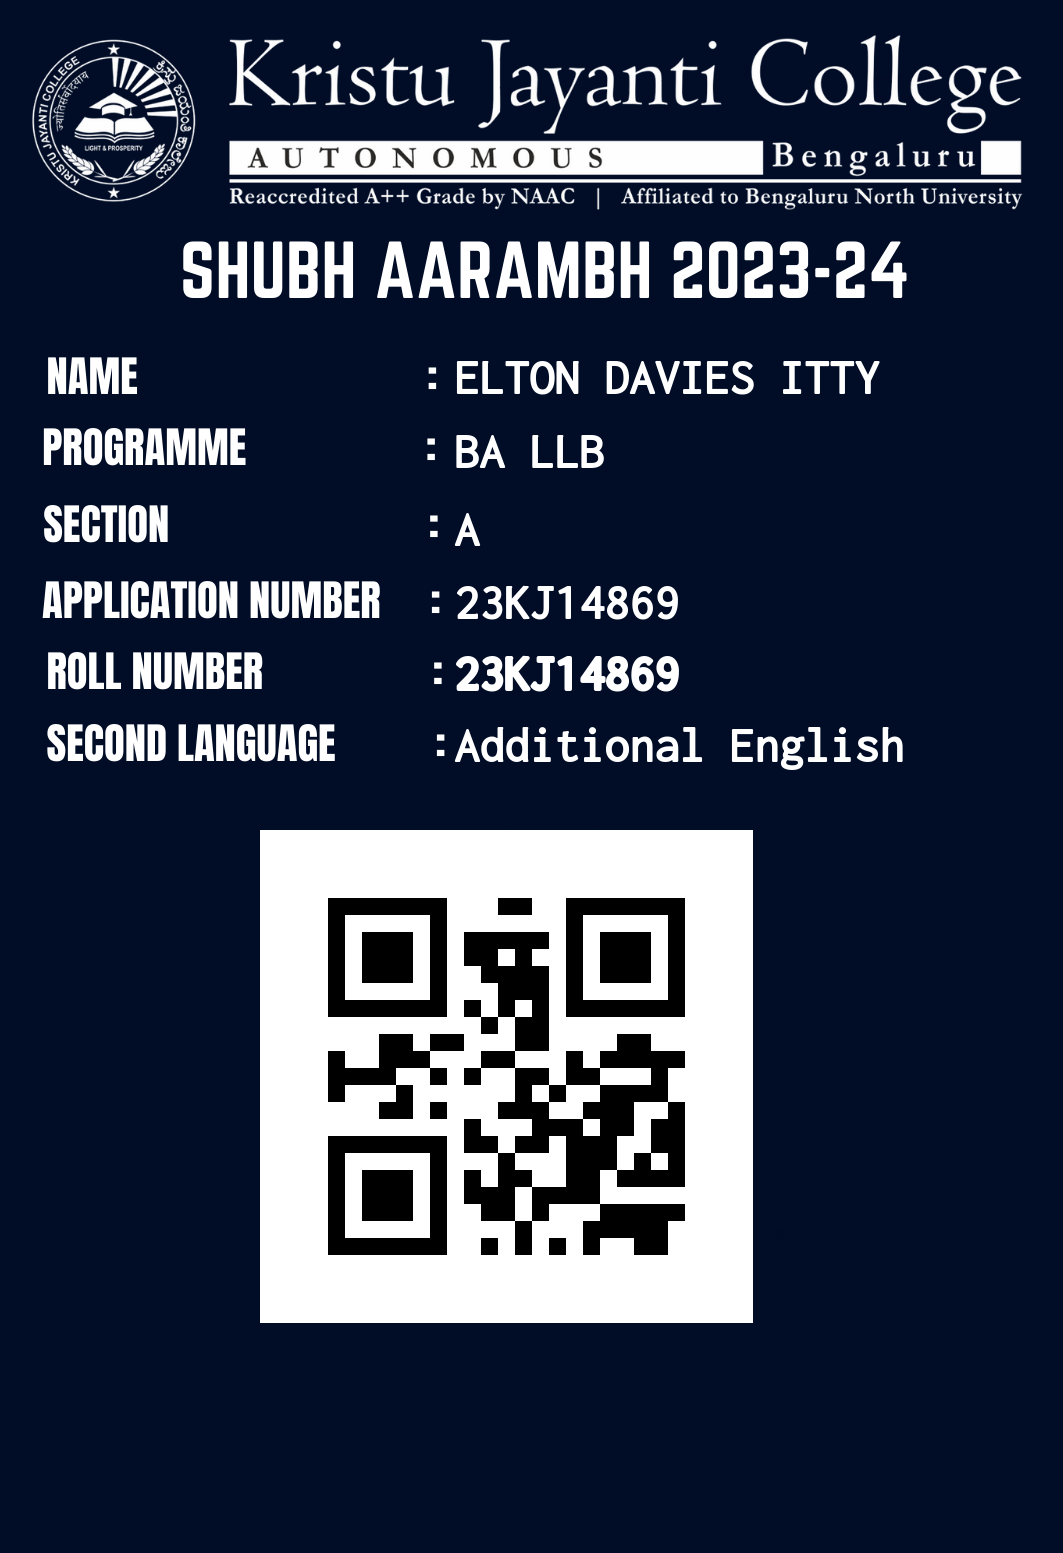 Kristu Jayanti College
AUTONOMOUS Bengaluru
Reaccredited A++ Grade by NAAC | Affiliated to Bengaluru North University
KRISTU JAYANTI COLLEGE
ಕ್ರಿಸ್ತು ಜಯಂತಿ ಕಾಲೇಜು
LIGHT & PROSPERITY
SHUBH AARAMBH 2023-24
NAME : ELTON DAVIES ITTY
PROGRAMME : BA LLB
SECTION : A
APPLICATION NUMBER : 23KJ14869
ROLL NUMBER : 23KJ14869
SECOND LANGUAGE : Additional English